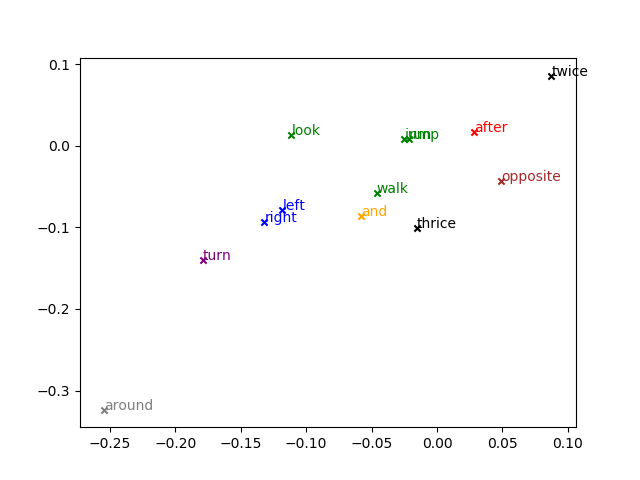 0.1
0.0
−0.1
−0.2
−0.3
twice
look
jump
after
opposite
walk
left
and
right
thrice
turn
around
−0.25
−0.20
−0.15
−0.10
−0.05
0.00
0.05
0.10